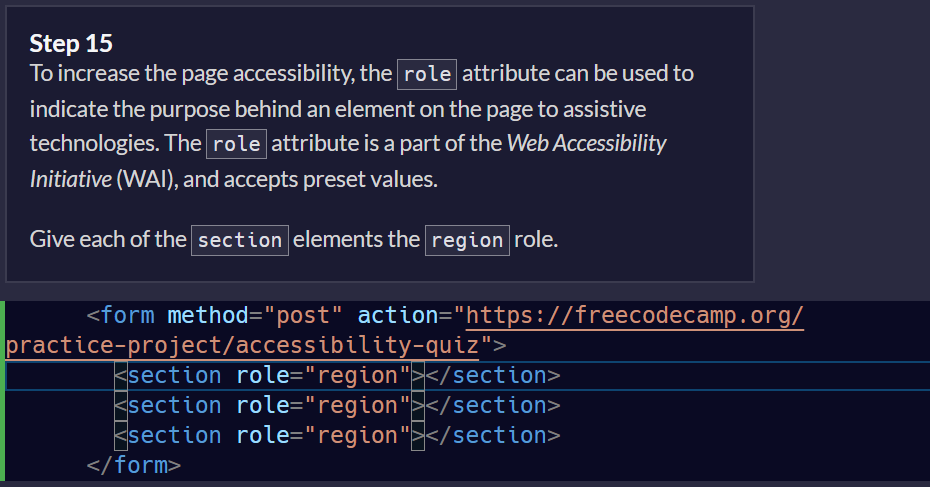 Step 15
To increase the page accessibility, the role attribute can be used to
indicate the purpose behind an element on the page to assistive
technologies. The role attribute is a part of the Web Accessibility
Initiative (WAI), and accepts preset values.
Give each of the section elements the region role.
<form method="post" action="https://freecodecamp.org/
practice-project/accessibility-quiz">
<section role="region"></section>
<section role="region"></section>
<section role="region"></section>
</form>